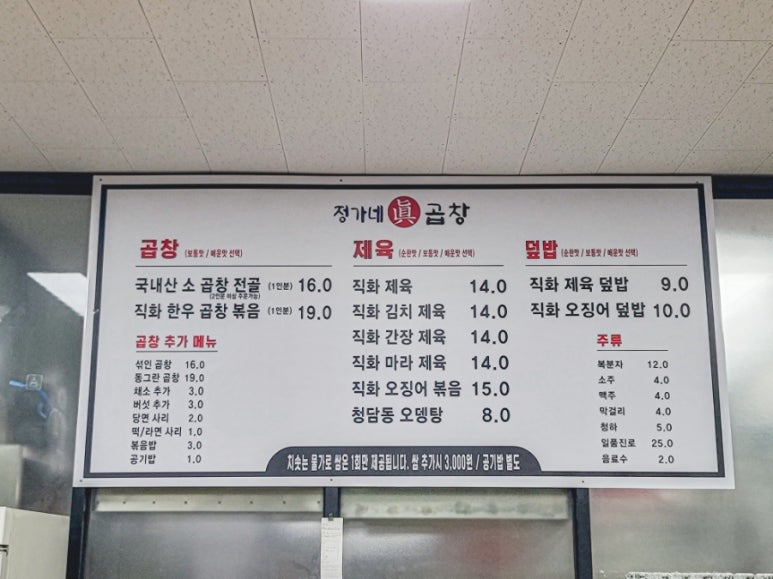 정가네 眞 곱창
곱창 (보통맛 / 매운맛 선택)
국내산 소 곱창 전골 (1인분) 16.0
(2인분 이상 주문가능)
직화 한우 곱창 볶음 (1인분) 19.0
곱창 추가 메뉴
섞인 곱창 16.0
동그란 곱창 19.0
채소 추가 3.0
버섯 추가 3.0
당면 사리 2.0
떡/라면 사리 1.0
볶음밥 3.0
공기밥 1.0
제육 (순한맛 / 보통맛 / 매운맛 선택)
직화 제육 14.0
직화 김치 제육 14.0
직화 간장 제육 14.0
직화 마라 제육 14.0
직화 오징어 볶음 15.0
청담동 오뎅탕 8.0
덮밥 (순한맛 / 보통맛 / 매운맛 선택)
직화 제육 덮밥 9.0
직화 오징어 덮밥 10.0
주류
복분자 12.0
소주 4.0
맥주 4.0
막걸리 4.0
청하 5.0
일품진로 25.0
음료수 2.0
치솟는 물가로 쌈은 1회만 제공됩니다. 쌈 추가시 3,000원 / 공기밥 별도